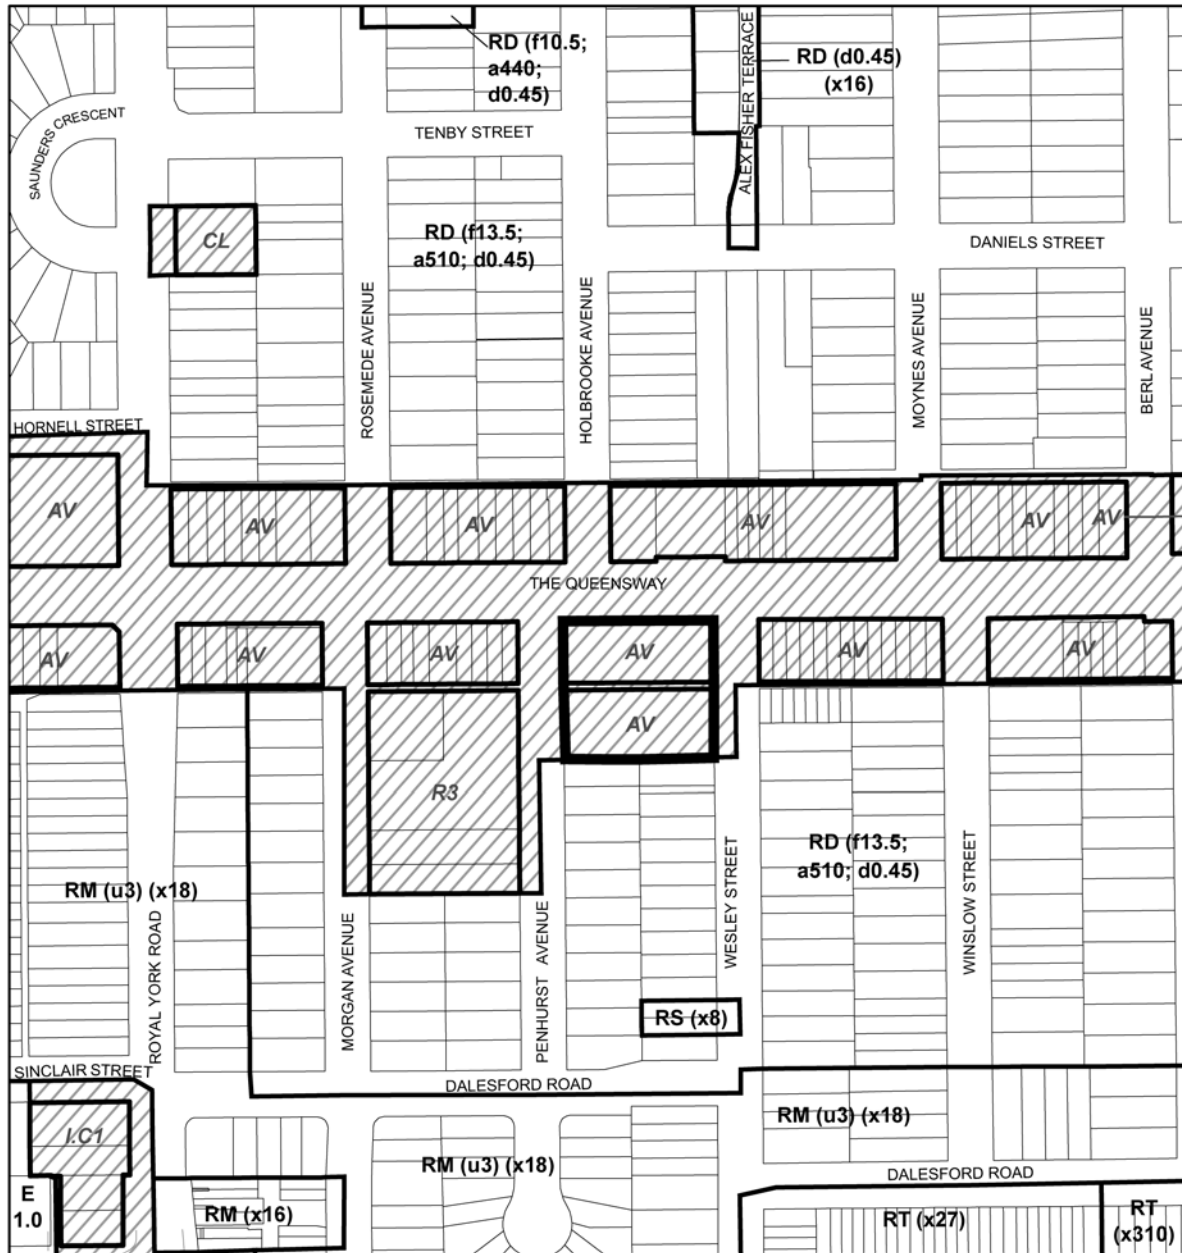 RD (f10.5;
a440;
d0.45)
ALEX FISHER TERRACE
RD (d0.45)
(x16)
SAUNDERS CRESCENT
TENBY STREET
CL
RD (f13.5;
a510; d0.45)
DANIELS STREET
ROSEMEDE AVENUE
HOLBROOKE AVENUE
MOYNES AVENUE
BERL AVENUE
HORNELL STREET
AV
AV
AV
AV
AV
AV
THE QUEENSWAY
AV
AV
AV
AV
AV
AV
AV
R3
RM (u3) (x18)
ROYAL YORK ROAD
MORGAN AVENUE
PENHURST AVENUE
WESLEY STREET
RD (f13.5;
a510; d0.45)
WINSLOW STREET
RS (x8)
SINCLAIR STREET
DALESFORD ROAD
I.C1
RM (u3) (x18)
RM (u3) (x18)
DALESFORD ROAD
E
1.0
RM (x16)
RT (x27)
RT
(x310)